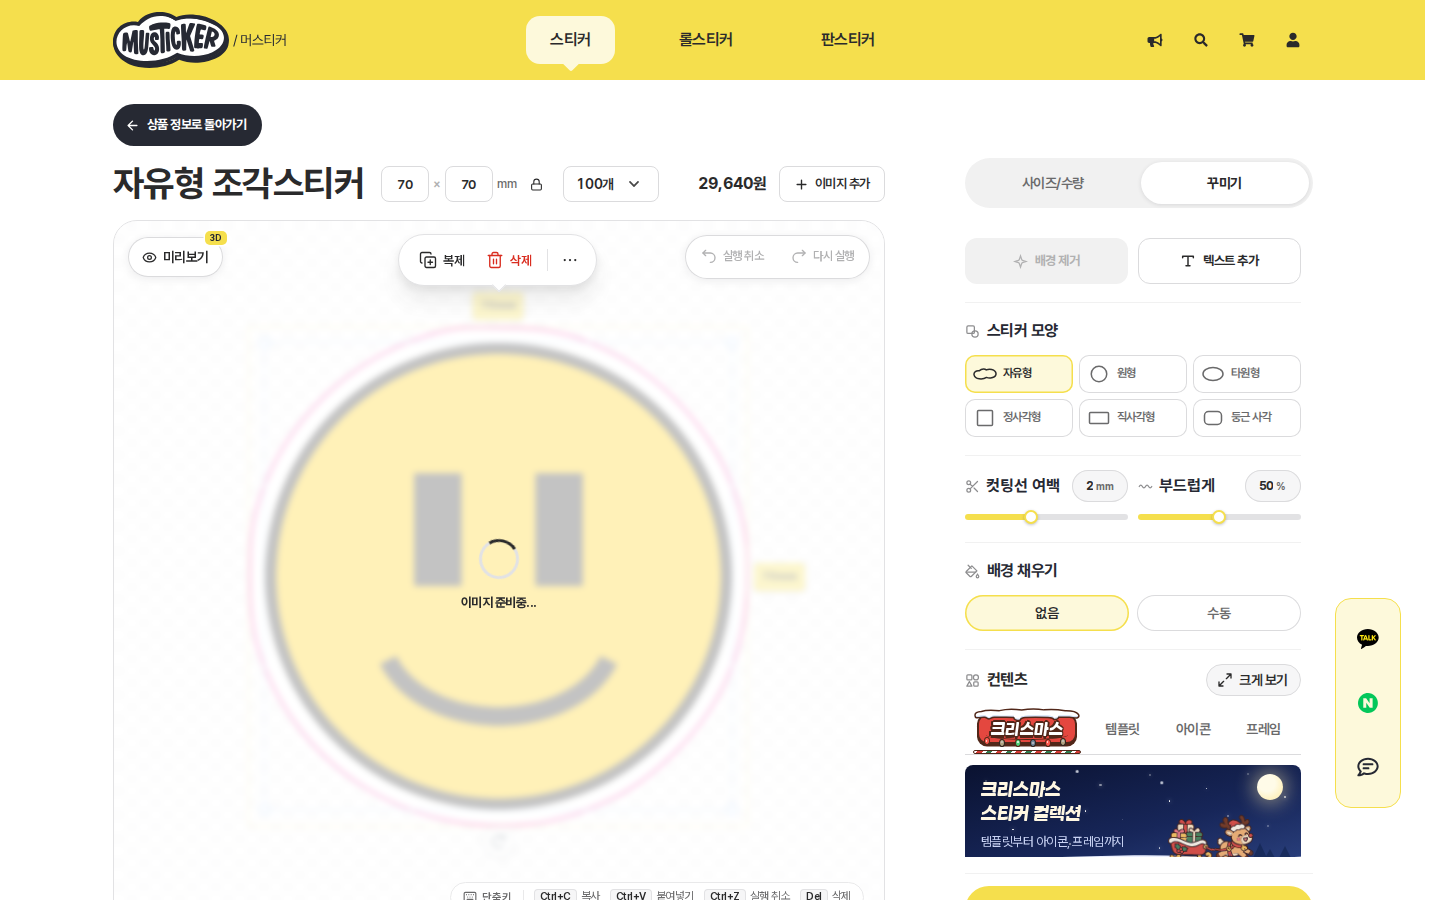 MUSTICKER / 머스티커
스티커
롤스티커
판스티커
상품 정보로 돌아가기
자유형 조각스티커
70 × 70 mm
100개
29,640원
이미지 추가
사이즈/수량
꾸미기
미리보기
3D
복제
삭제
실행 취소
다시 실행
배경 제거
텍스트 추가
스티커 모양
자유형
원형
타원형
정사각형
직사각형
둥근 사각
컷팅선 여백
2 mm
부드럽게
50 %
이미지 준비중...
배경 채우기
없음
수동
컨텐츠
크게 보기
크리스마스
템플릿
아이콘
프레임
크리스마스
스티커 컬렉션
템플릿부터 아이콘, 프레임까지
TALK
N
단축키
Ctrl+C 복사
Ctrl+V 붙여넣기
Ctrl+Z 실행 취소
Del 삭제